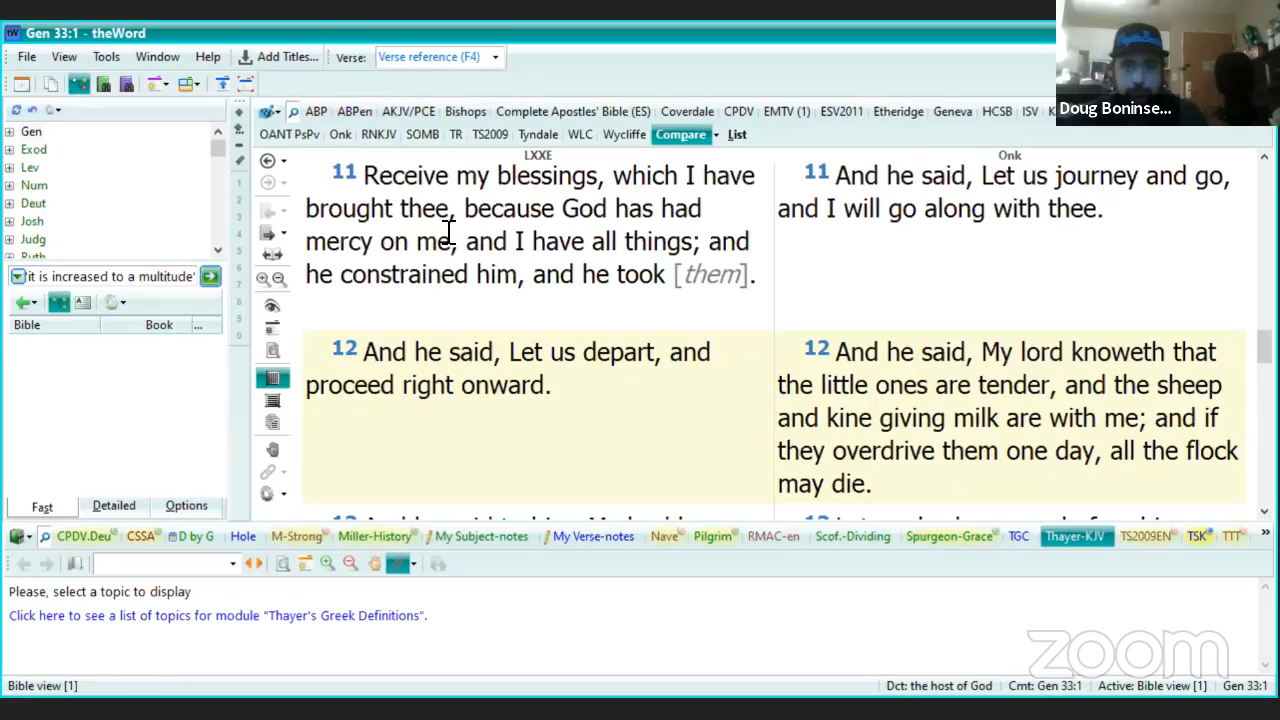 Gen 33:1 - theWord
File View Tools Window Help Add Titles... Verse: Verse reference (F4)
Doug Boninse...
ABP ABPen AKJV/PCE Bishops Complete Apostles' Bible (ES) Coverdale CPDV EMTV (1) ESV2011 Etheridge Geneva HCSB ISV K
OANT PsPv Onk RNKJV SOMB TR TS2009 Tyndale WLC Wycliffe Compare List
Gen
Exod
Lev
Num
Deut
Josh
Judg
Ruth
it is increased to a multitude'
Bible Book ...
Fast Detailed Options
LXXE
11 Receive my blessings, which I have
brought thee, because God has had
mercy on me, and I have all things; and
he constrained him, and he took [them].
12 And he said, Let us depart, and
proceed right onward.
Onk
11 And he said, Let us journey and go,
and I will go along with thee.
12 And he said, My lord knoweth that
the little ones are tender, and the sheep
and kine giving milk are with me; and if
they overdrive them one day, all the flock
may die.
CPDV.Deu CSSA D by G Hole M-Strong Miller-History My Subject-notes My Verse-notes Nave Pilgrim RMAC-en Scof.-Dividing Spurgeon-Grace TGC Thayer-KJV TS2009EN TSK TTT
Please, select a topic to display
Click here to see a list of topics for module "Thayer's Greek Definitions".
zoom
Bible view [1] Dct: the host of God Cmt: Gen 33:1 Active: Bible view [1] Gen 33:1